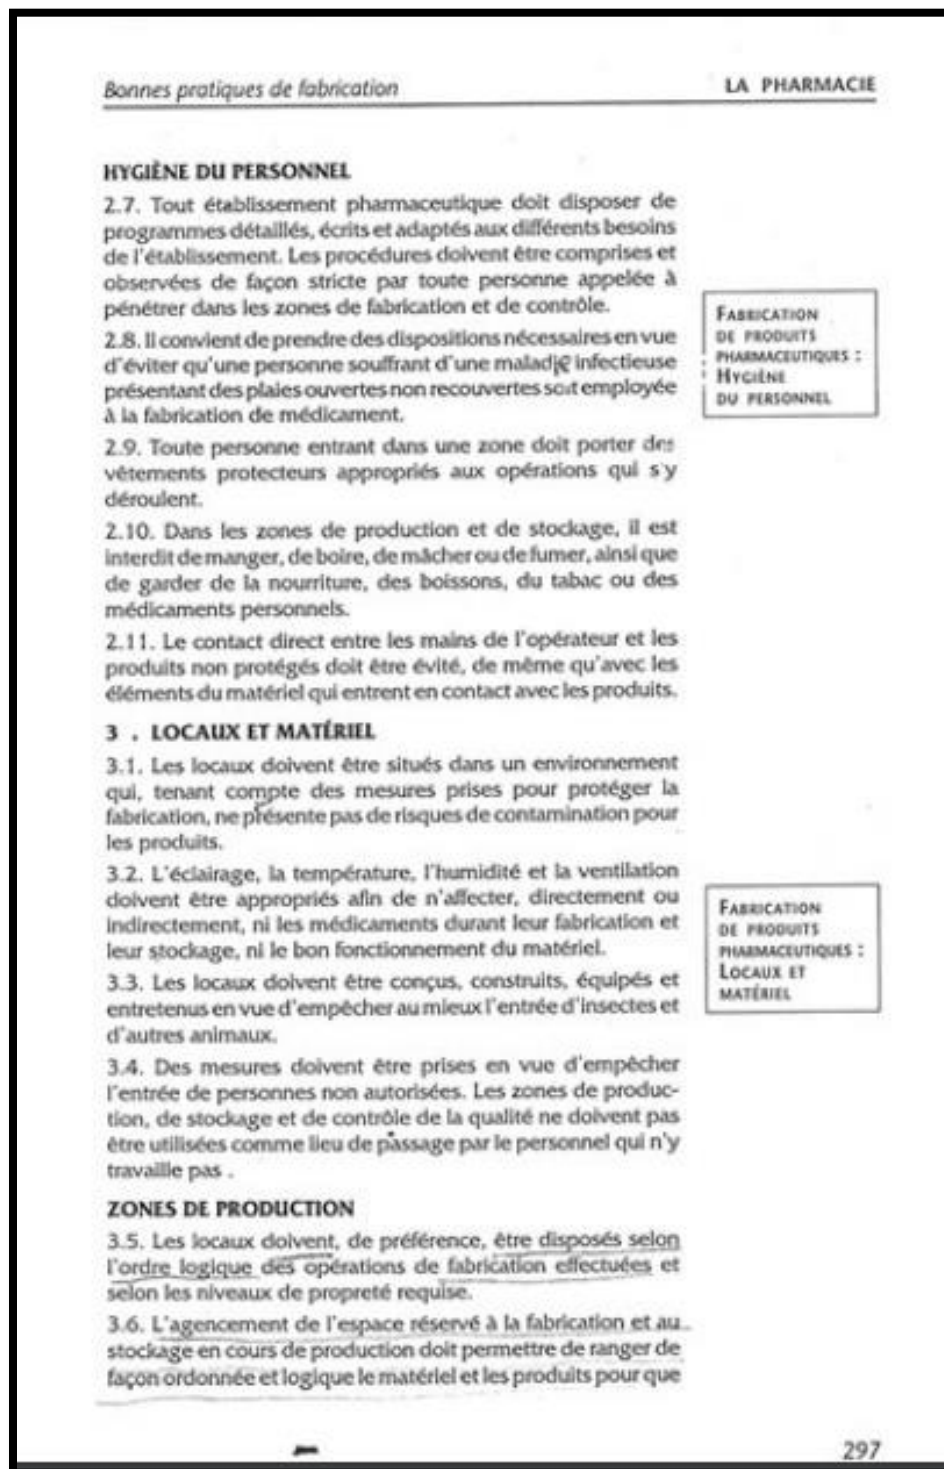 Bonnes pratiques de fabrication
LA PHARMACIE
HYGIÈNE DU PERSONNEL
2.7. Tout établissement pharmaceutique doit disposer de
programmes détaillés, écrits et adaptés aux différents besoins
de l'établissement. Les procédures doivent être comprises et
observées de façon stricte par toute personne appelée à
pénétrer dans les zones de fabrication et de contrôle.
2.8. Il convient de prendre des dispositions nécessaires en vue
d'éviter qu'une personne souffrant d'une maladie infectieuse
présentant des plaies ouvertes non recouvertes soit employée
à la fabrication de médicament.
2.9. Toute personne entrant dans une zone doit porter des
vêtements protecteurs appropriés aux opérations qui s'y
déroulent.
2.10. Dans les zones de production et de stockage, il est
interdit de manger, de boire, de mâcher ou de fumer, ainsi que
de garder de la nourriture, des boissons, du tabac ou des
médicaments personnels.
2.11. Le contact direct entre les mains de l'opérateur et les
produits non protégés doit être évité, de même qu'avec les
éléments du matériel qui entrent en contact avec les produits.
FABRICATION
DE PRODUITS
PHARMACEUTIQUES :
HYGIÈNE
DU PERSONNEL
3 . LOCAUX ET MATÉRIEL
3.1. Les locaux doivent être situés dans un environnement
qui, tenant compte des mesures prises pour protéger la
fabrication, ne présente pas de risques de contamination pour
les produits.
3.2. L'éclairage, la température, l'humidité et la ventilation
doivent être appropriés afin de n'affecter, directement ou
indirectement, ni les médicaments durant leur fabrication et
leur stockage, ni le bon fonctionnement du matériel.
3.3. Les locaux doivent être conçus, construits, équipés et
entretenus en vue d'empêcher au mieux l'entrée d'insectes et
d'autres animaux.
3.4. Des mesures doivent être prises en vue d'empêcher
l'entrée de personnes non autorisées. Les zones de produc-
tion, de stockage et de contrôle de la qualité ne doivent pas
être utilisées comme lieu de passage par le personnel qui n'y
travaille pas .
FABRICATION
DE PRODUITS
PHARMACEUTIQUES :
LOCAUX ET
MATÉRIEL
ZONES DE PRODUCTION
3.5. Les locaux doivent, de préférence, être disposés selon
l'ordre logique des opérations de fabrication effectuées et
selon les niveaux de propreté requise.
3.6. L'agencement de l'espace réservé à la fabrication et au
stockage en cours de production doit permettre de ranger de
façon ordonnée et logique le matériel et les produits pour que
297